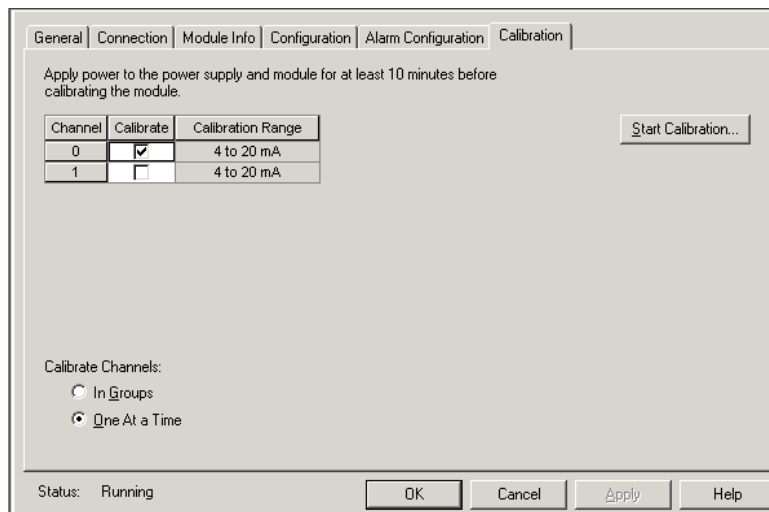 General Connection Module Info Configuration Alarm Configuration Calibration
Apply power to the power supply and module for at least 10 minutes before
calibrating the module.
Channel Calibrate Calibration Range
Start Calibration...
0 4 to 20 mA
1 4 to 20 mA
Calibrate Channels:
In Groups
One At a Time
Status: Running OK Cancel Apply Help